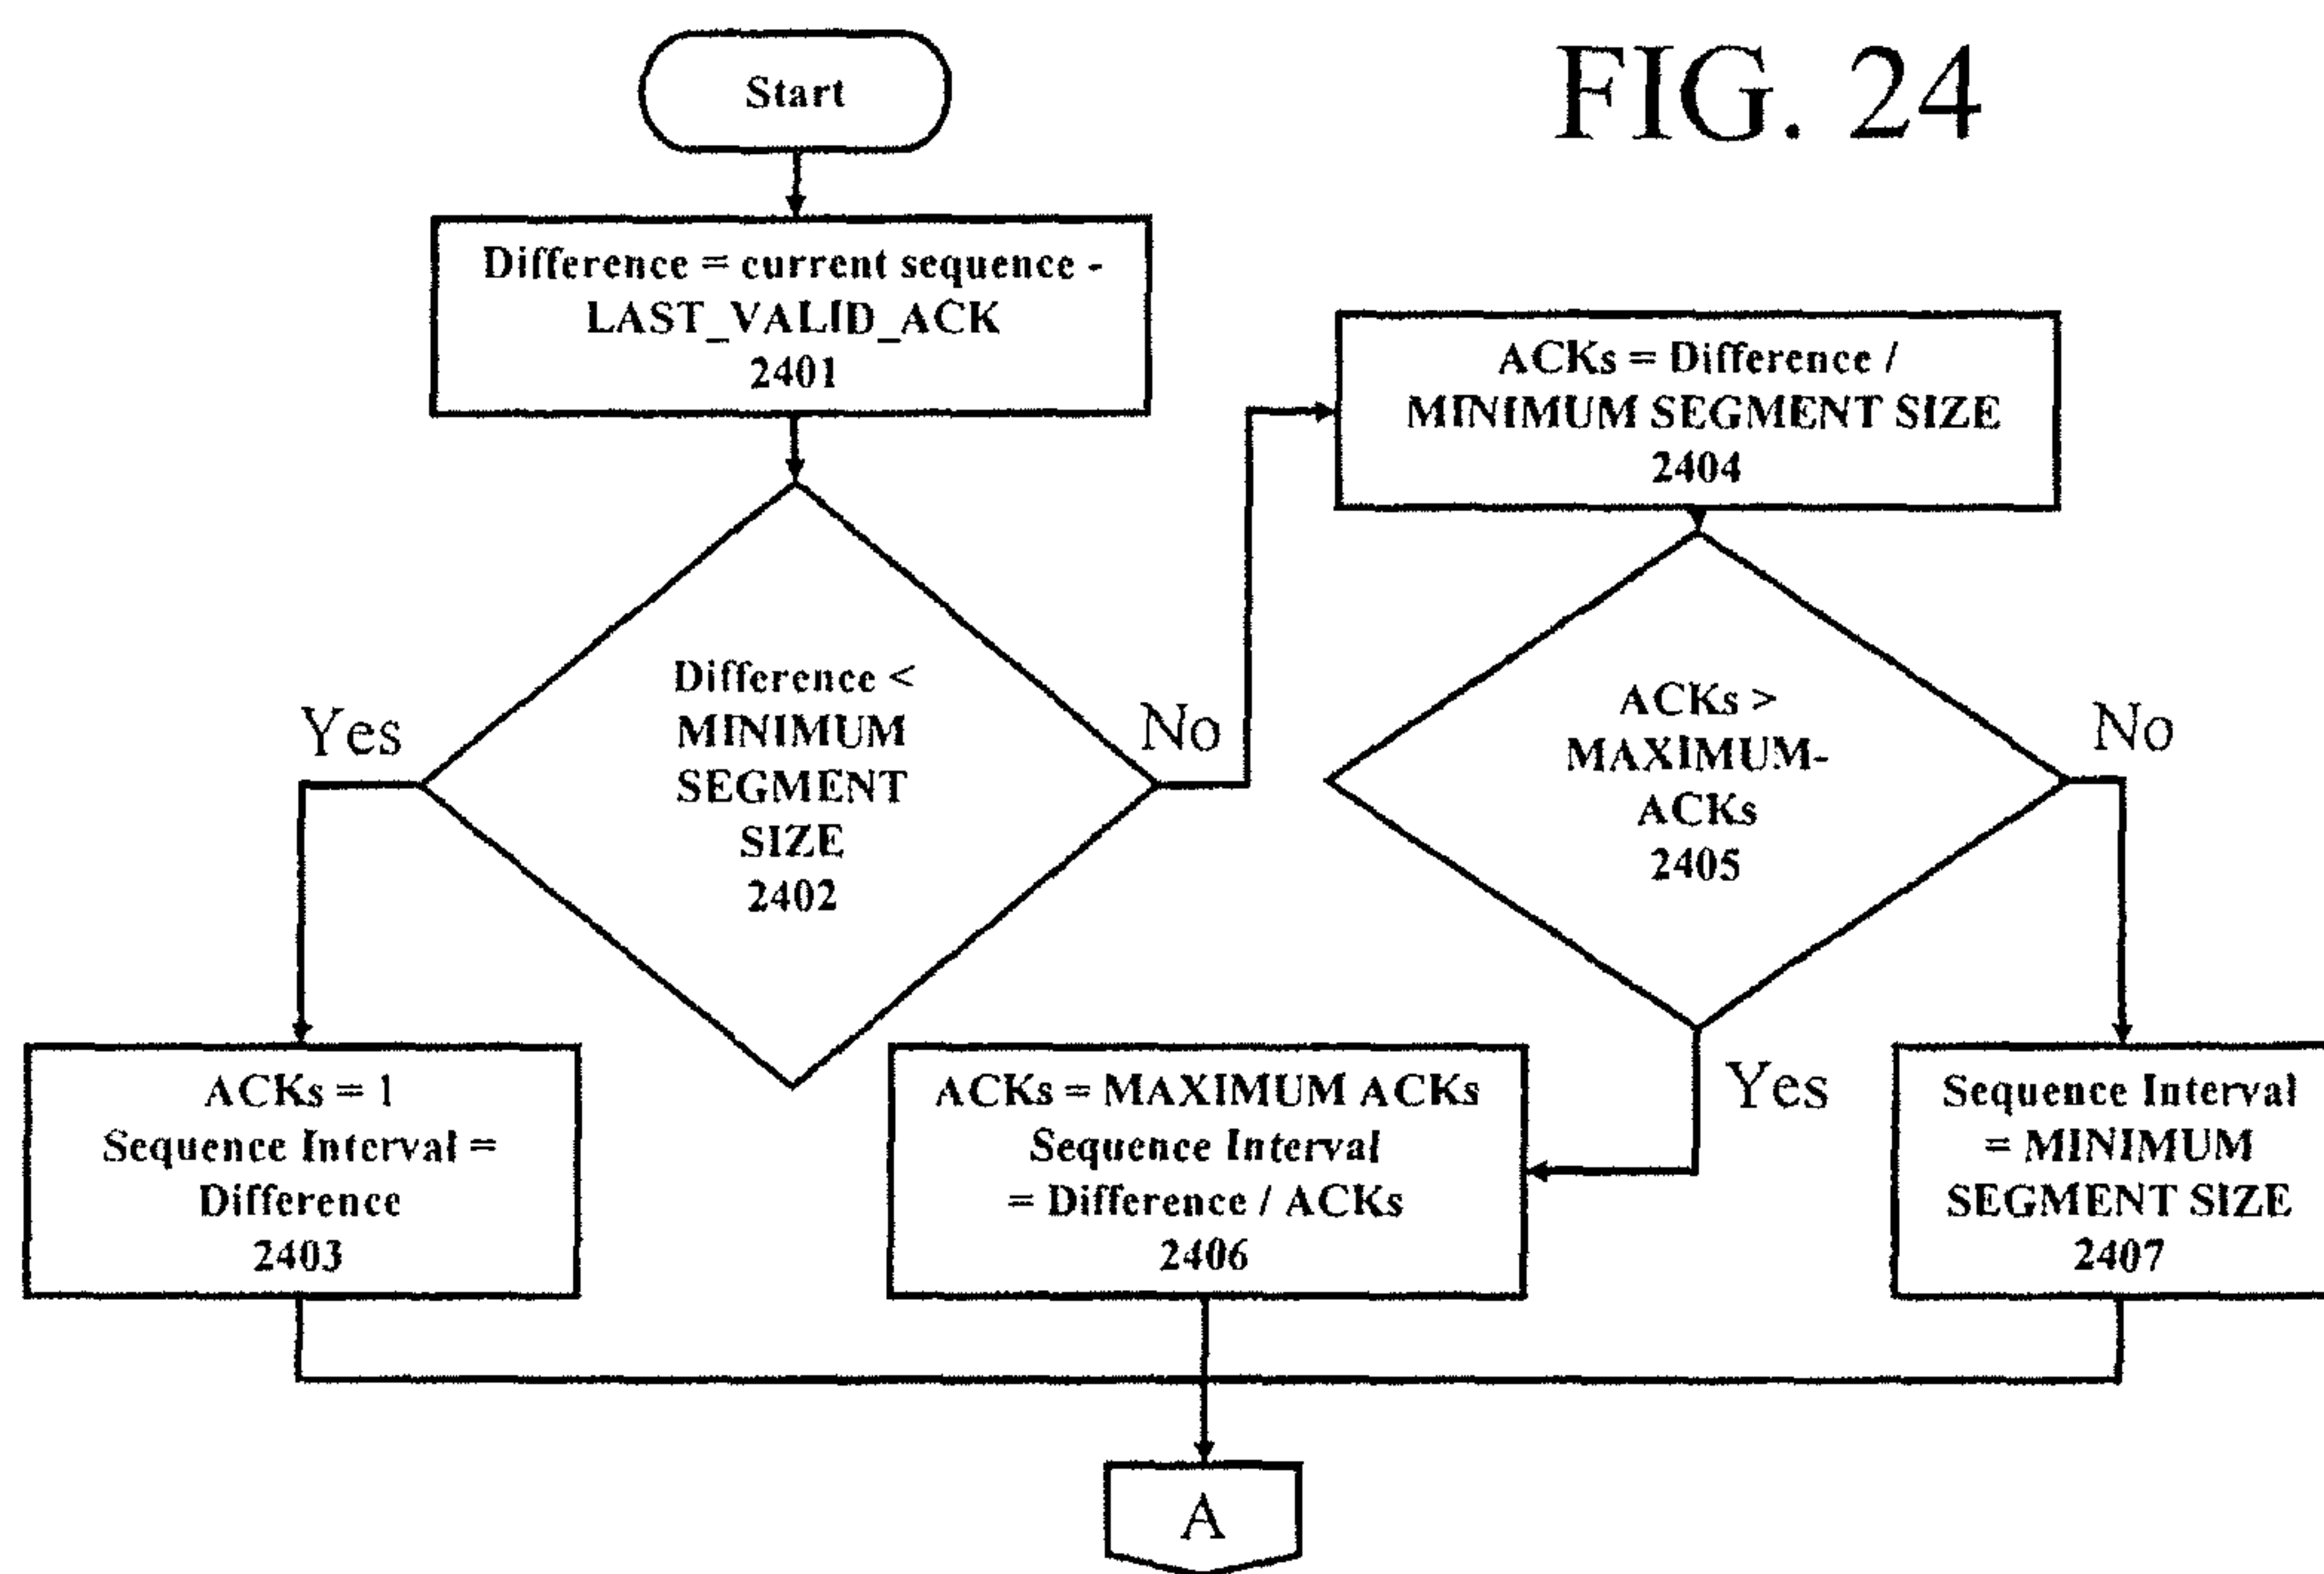 FIG. 24
Start
Difference = current sequence -
LAST_VALID_ACK
2401
Difference <
MINIMUM
SEGMENT
SIZE
2402
Yes
No
ACKs = 1
Sequence Interval =
Difference
2403
ACKs = Difference /
MINIMUM SEGMENT SIZE
2404
ACKs >
MAXIMUM-
ACKs
2405
No
Yes
ACKs = MAXIMUM ACKs
Sequence Interval
= Difference / ACKs
2406
Sequence Interval
= MINIMUM
SEGMENT SIZE
2407
A